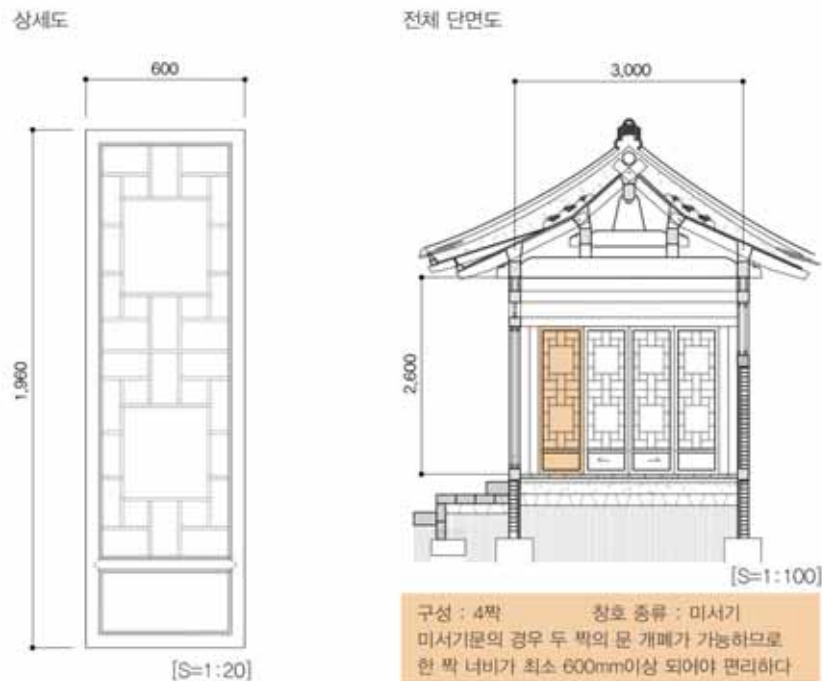 상세도
600
1,960
[S=1:20]
전체 단면도
3,000
2,600
[S=1:100]
구성 : 4짝 창호 종류 : 미서기
미서기문의 경우 두 짝의 문 개폐가 가능하므로
한 짝 너비가 최소 600mm이상 되어야 편리하다